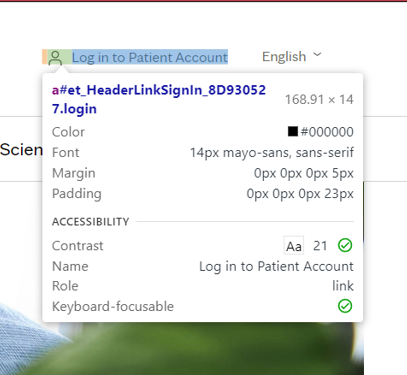 Log in to Patient Account English
a#et_HeaderLinkSignIn_8D93052
7.login 168.91 × 14
Color #000000
Font 14px mayo-sans, sans-serif
Margin 0px 0px 0px 5px
Padding 0px 0px 0px 23px
ACCESSIBILITY
Contrast Aa 21
Name Log in to Patient Account
Role link
Keyboard-focusable
Scien